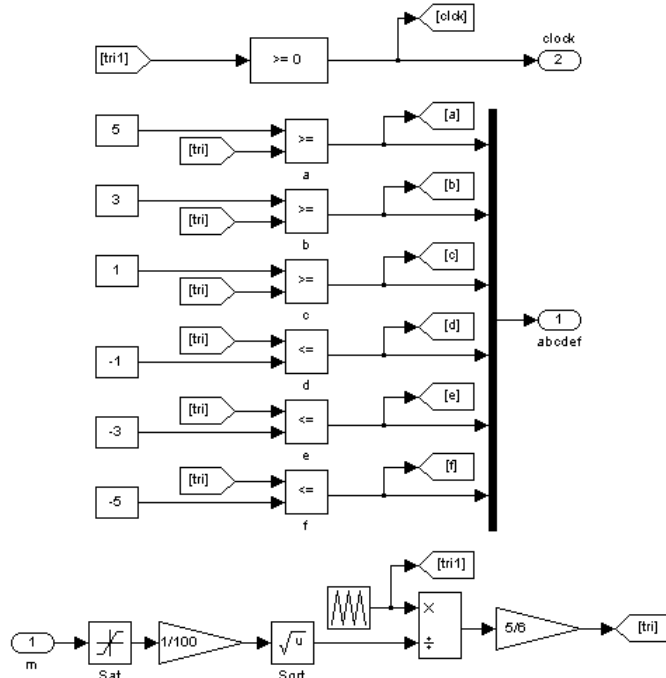 [clck]
clock
[tri1]
>= 0
2
[a]
5
>=
[tri]
a
[b]
3
>=
[tri]
b
[c]
1
>=
[tri]
c
[d]
[tri]
<=
-1
d
1
abcdef
[e]
[tri]
<=
-3
e
[f]
[tri]
<=
-5
f
[tri1]
×
÷
5/6
[tri]
1
m
Sat
1/100
√u
Sqrt